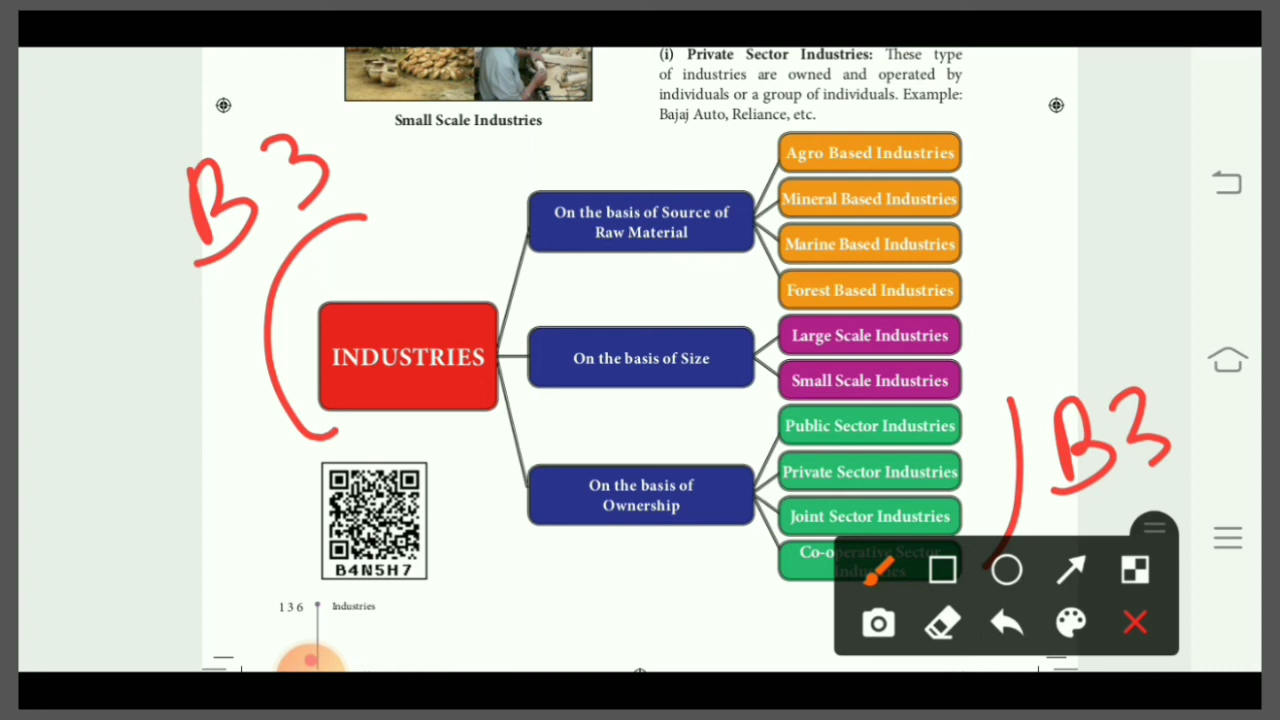 (i) Private Sector Industries: These type
of industries are owned and operated by
individuals or a group of individuals. Example:
Bajaj Auto, Reliance, etc.
Small Scale Industries
B3
INDUSTRIES
On the basis of Source of
Raw Material
Agro Based Industries
Mineral Based Industries
Marine Based Industries
Forest Based Industries
On the basis of Size
Large Scale Industries
Small Scale Industries
On the basis of
Ownership
Public Sector Industries
Private Sector Industries
Joint Sector Industries
Co-operative Sector
Industries
B3
B4N5H7
136 Industries